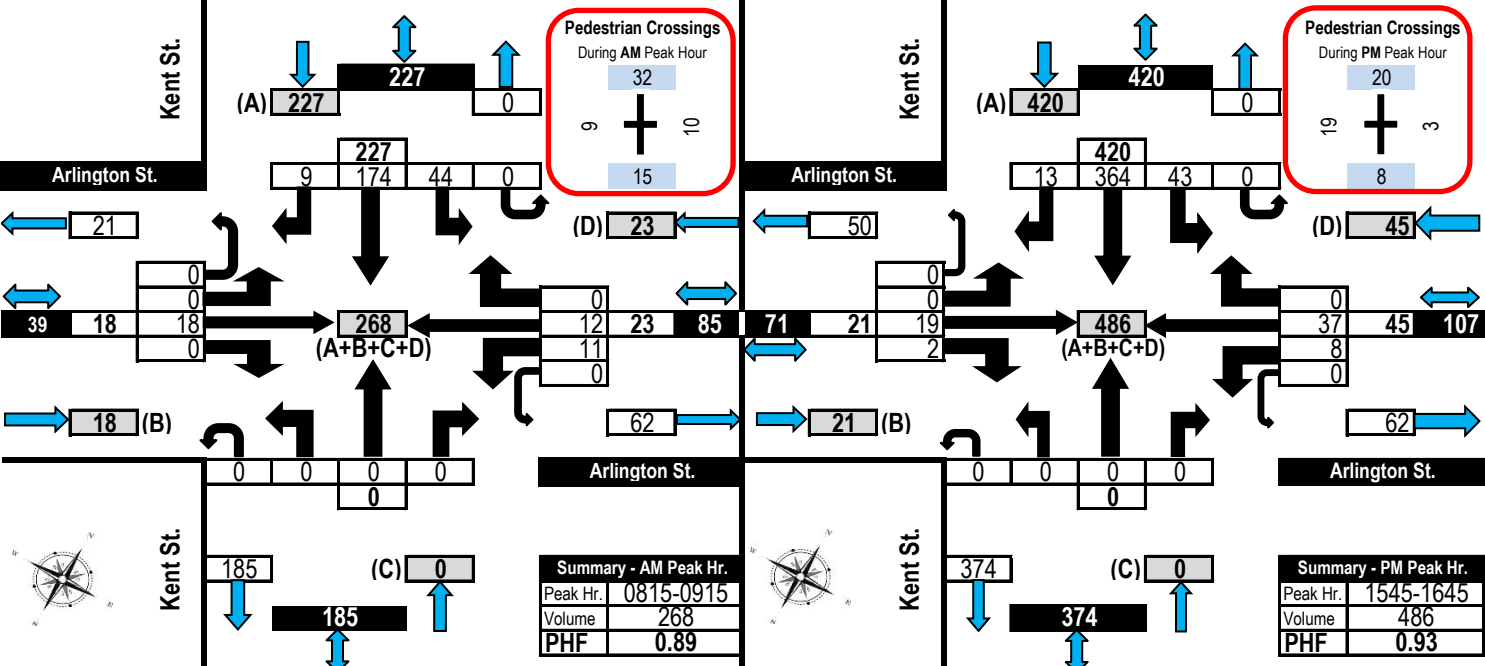 Kent St.
Pedestrian Crossings
During AM Peak Hour
32
9
10
15
227
(A) 227
0
227
9 174 44 0
Arlington St.
21
(D) 23
0
0
39 18 18
0
268
(A+B+C+D)
0
12 23 85
11
0
18 (B)
62
0 0 0 0
0
Arlington St.
Kent St.
185
(C) 0
185
Summary - AM Peak Hr.
Peak Hr. 0815-0915
Volume 268
PHF 0.89
N
W
E
Kent St.
Pedestrian Crossings
During PM Peak Hour
20
19
3
8
420
(A) 420
0
420
13 364 43 0
Arlington St.
50
(D) 45
0
0
71 21 19
2
486
(A+B+C+D)
0
37 45 107
8
0
21 (B)
62
0 0 0 0
0
Arlington St.
Kent St.
374
(C) 0
374
Summary - PM Peak Hr.
Peak Hr. 1545-1645
Volume 486
PHF 0.93
N
W
E